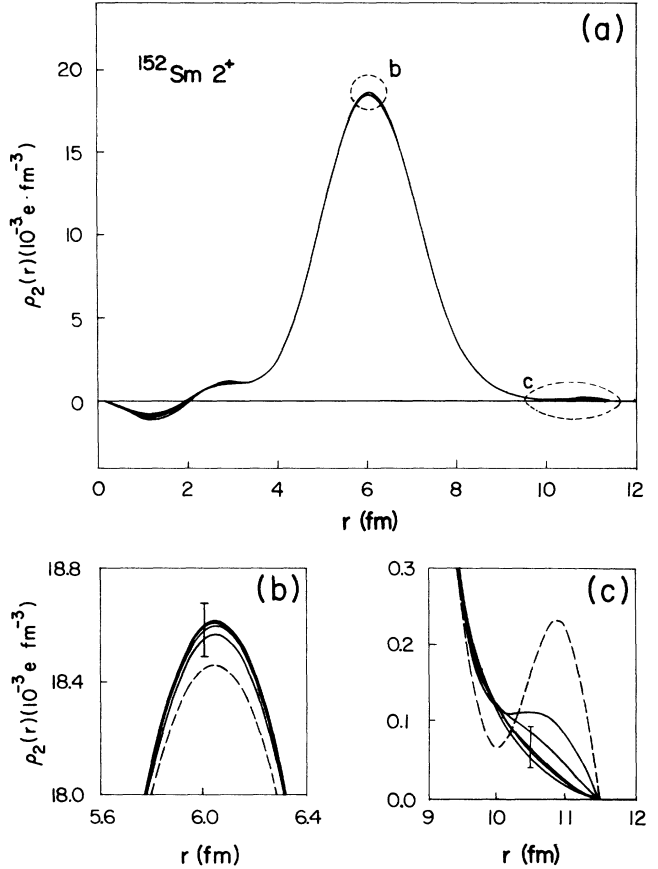 (a)
¹⁵²Sm 2⁺
b
20
15
10
5
0
c
ρ₂(r)(10⁻³ e·fm⁻³)
0 2 4 6 8 10 12
r (fm)
(b)
18.8
18.4
18.0
ρ₂(r)(10⁻³ e fm⁻³)
5.6 6.0 6.4
r (fm)
(c)
0.3
0.2
0.1
0.0
9 10 11 12
r (fm)